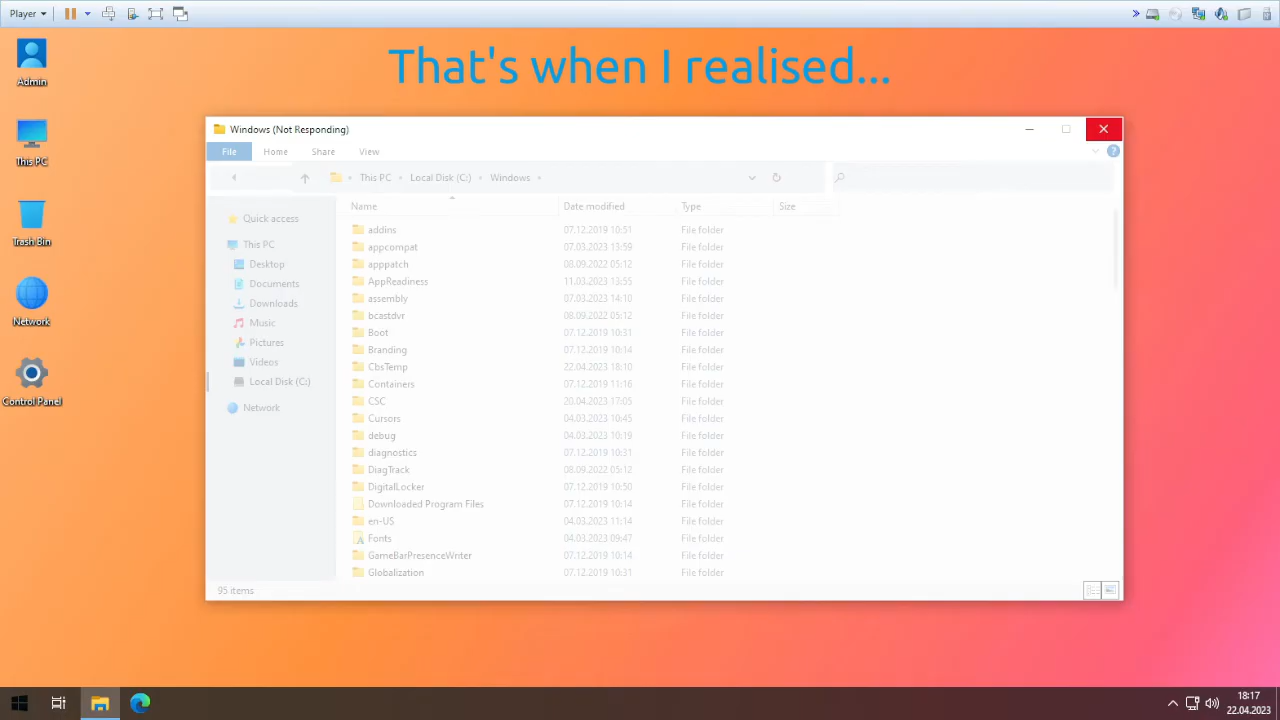 Player
That's when I realised...
Admin
This PC
Trash Bin
Network
Control Panel
Windows (Not Responding)
File Home Share View
This PC Local Disk (C:) Windows
Name Date modified Type Size
Quick access
This PC
Desktop
Documents
Downloads
Music
Pictures
Videos
Local Disk (C:)
Network
addins 07.12.2019 10:51 File folder
appcompat 07.03.2023 13:59 File folder
apppatch 08.09.2022 05:12 File folder
AppReadiness 11.03.2023 13:55 File folder
assembly 07.03.2023 14:10 File folder
bcastdvr 08.09.2022 05:12 File folder
Boot 07.12.2019 10:31 File folder
Branding 07.12.2019 10:14 File folder
CbsTemp 22.04.2023 18:10 File folder
Containers 07.12.2019 11:16 File folder
CSC 20.04.2023 17:05 File folder
Cursors 04.03.2023 10:45 File folder
debug 04.03.2023 10:19 File folder
diagnostics 07.12.2019 10:31 File folder
DiagTrack 08.09.2022 05:12 File folder
DigitalLocker 07.12.2019 10:50 File folder
Downloaded Program Files 07.12.2019 10:14 File folder
en-US 04.03.2023 11:14 File folder
Fonts 04.03.2023 09:47 File folder
GameBarPresenceWriter 07.12.2019 10:14 File folder
Globalization 07.12.2019 10:31 File folder
95 items
18:17
22.04.2023